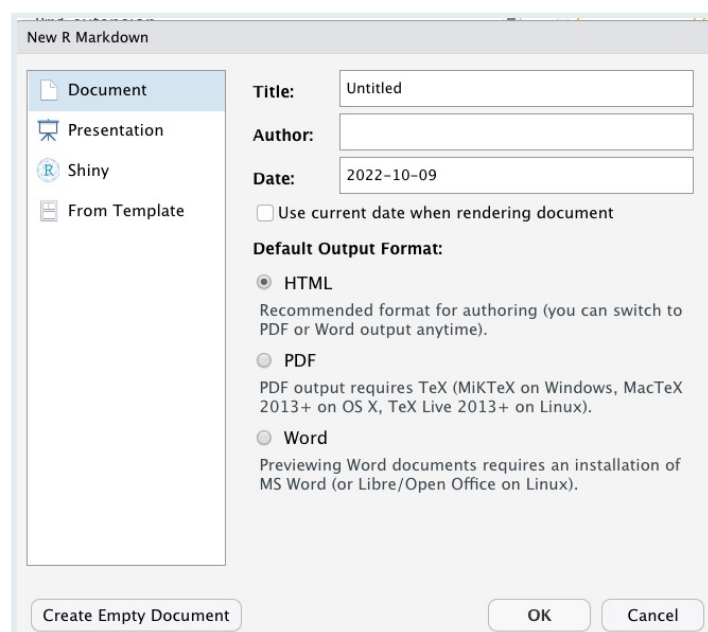 New R Markdown
Document
Presentation
R Shiny
From Template
Title: Untitled
Author:
Date: 2022-10-09
Use current date when rendering document
Default Output Format:
HTML
Recommended format for authoring (you can switch to
PDF or Word output anytime).
PDF
PDF output requires TeX (MiKTeX on Windows, MacTeX
2013+ on OS X, TeX Live 2013+ on Linux).
Word
Previewing Word documents requires an installation of
MS Word (or Libre/Open Office on Linux).
Create Empty Document
OK
Cancel